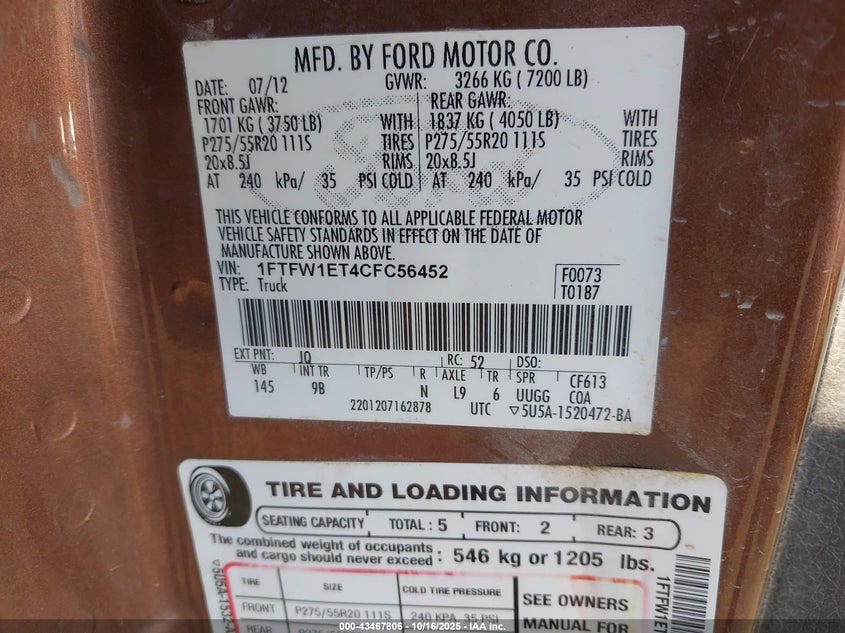 MFD. BY FORD MOTOR CO.
DATE: 07/12 GVWR: 3266 KG ( 7200 LB)
FRONT GAWR: REAR GAWR:
1701 KG ( 3750 LB) WITH 1837 KG ( 4050 LB) WITH
P275/55R20 111S TIRES P275/55R20 111S TIRES
20x8.5J RIMS 20x8.5J RIMS
AT 240 kPa/ 35 PSI COLD AT 240 kPa/ 35 PSI COLD
THIS VEHICLE CONFORMS TO ALL APPLICABLE FEDERAL MOTOR
VEHICLE SAFETY STANDARDS IN EFFECT ON THE DATE OF
MANUFACTURE SHOWN ABOVE.
VIN: 1FTFW1ET4CFC56452
TYPE: Truck
F0073
T0187
EXT PNT: JQ RC: 52 DSO:
WB INT TR TP/PS R AXLE TR SPR CF613
145 9B N L9 6 UUGG COA
2201207162878 UTC ▽5U5A-1520472-BA
TIRE AND LOADING INFORMATION
SEATING CAPACITY TOTAL : 5 FRONT: 2 REAR: 3
The combined weight of occupants
and cargo should never exceed : 546 kg or 1205 lbs.
TIRE SIZE COLD TIRE PRESSURE
SEE OWNERS
MANUAL FOR
FRONT P275/55R20 111S 240 KPA, 35 PSI
REAR
No. 43467806 - 10/16/2025 - IAAI.com